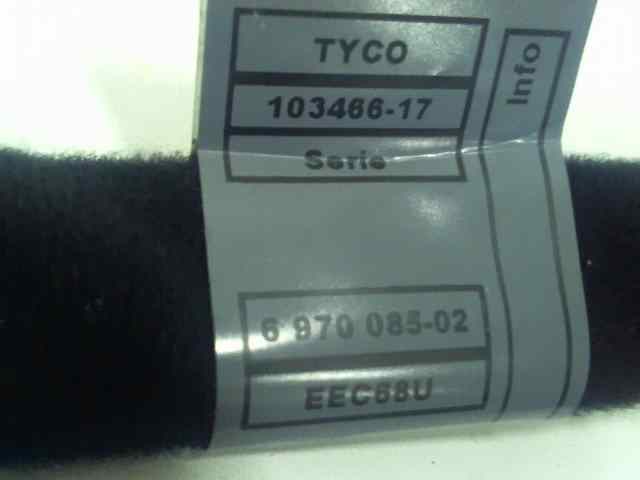 TYCO
103466-17
Serie
Info
6 970 085-02
EEC68U